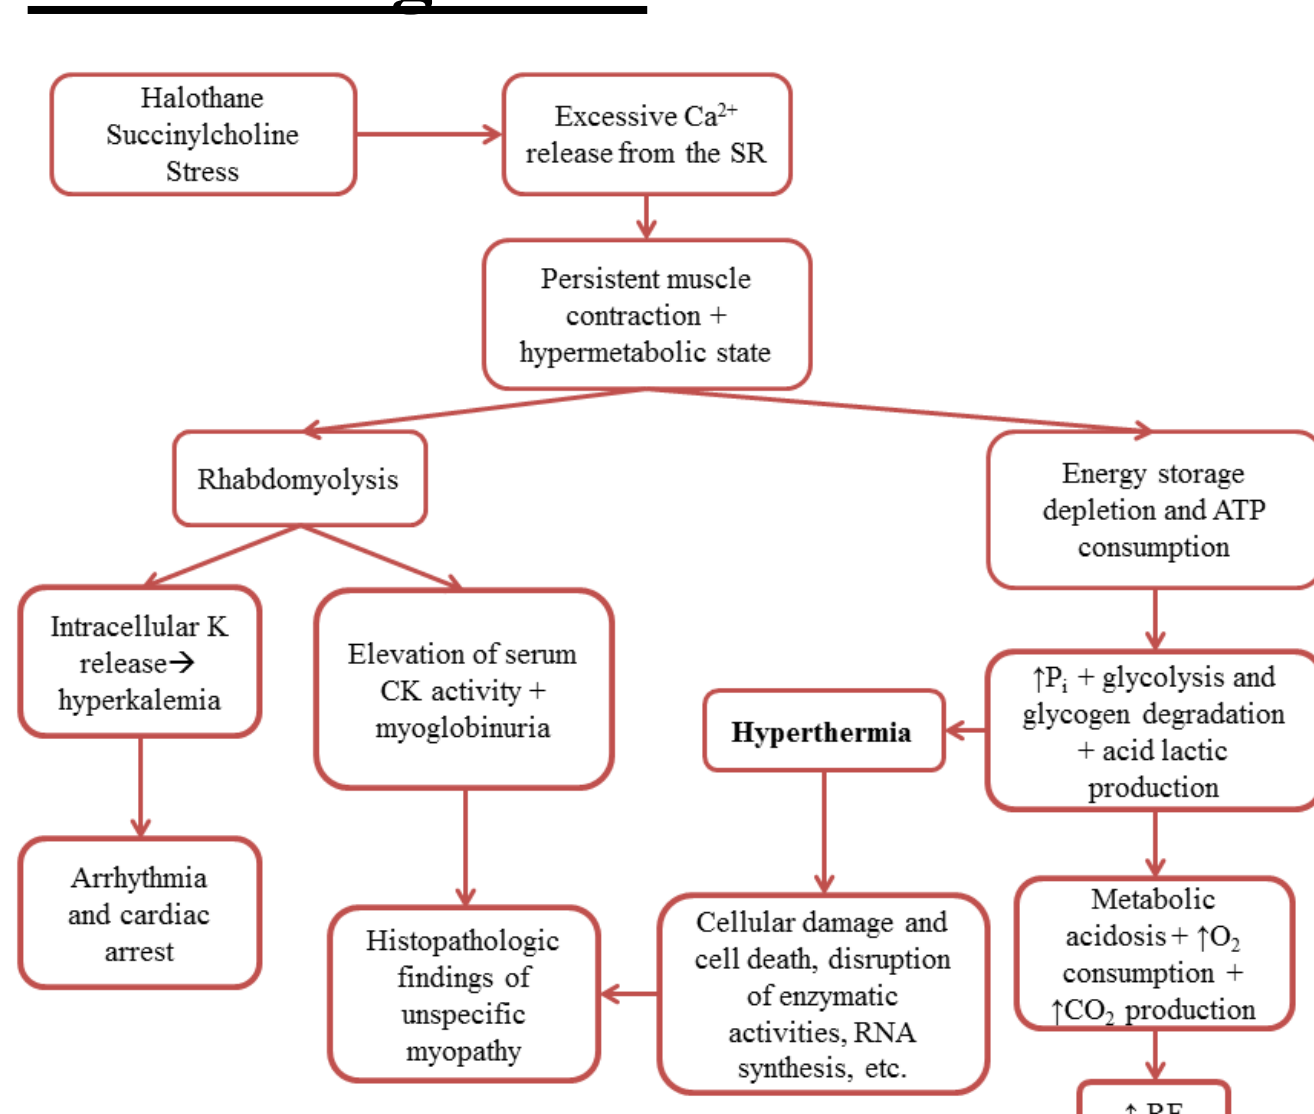 Halothane
Succinylcholine
Stress
Excessive Ca²⁺
release from the SR
Persistent muscle
contraction +
hypermetabolic state
Rhabdomyolysis
Energy storage
depletion and ATP
consumption
Intracellular K
release→
hyperkalemia
Elevation of serum
CK activity +
myoglobinuria
↑Pᵢ + glycolysis and
glycogen degradation
+ acid lactic
production
Hyperthermia
Arrhythmia
and cardiac
arrest
Histopathologic
findings of
unspecific
myopathy
Cellular damage and
cell death, disruption
of enzymatic
activities, RNA
synthesis, etc.
Metabolic
acidosis + ↑O₂
consumption +
↑CO₂ production